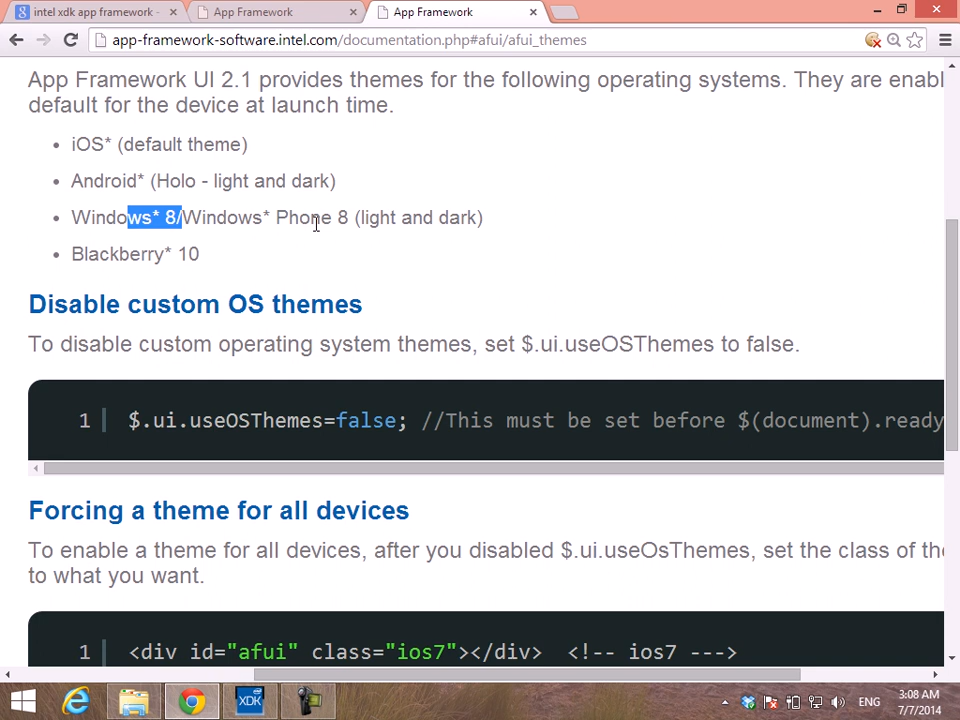 intel xdk app framework -
App Framework
App Framework
app-framework-software.intel.com/documentation.php#afui/afui_themes
App Framework UI 2.1 provides themes for the following operating systems. They are enabl
default for the device at launch time.
• iOS* (default theme)
• Android* (Holo - light and dark)
• Windows* 8/Windows* Phone 8 (light and dark)
• Blackberry* 10
Disable custom OS themes
To disable custom operating system themes, set $.ui.useOSThemes to false.
1 $.ui.useOSThemes=false; //This must be set before $(document).ready
Forcing a theme for all devices
To enable a theme for all devices, after you disabled $.ui.useOsThemes, set the class of the
to what you want.
1 <div id="afui" class="ios7"></div> <!-- ios7 --->
XDK
ENG
3:08 AM
7/7/2014